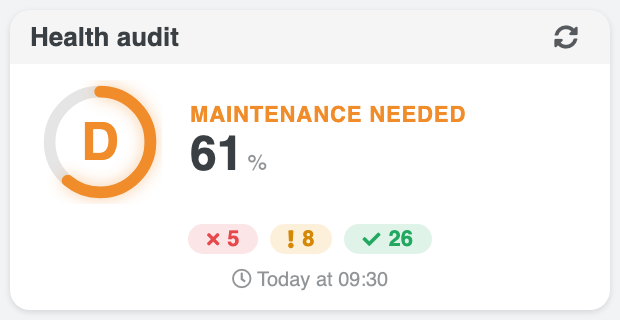 Health audit
D
MAINTENANCE NEEDED
61 %
5 ! 8 26
Today at 09:30